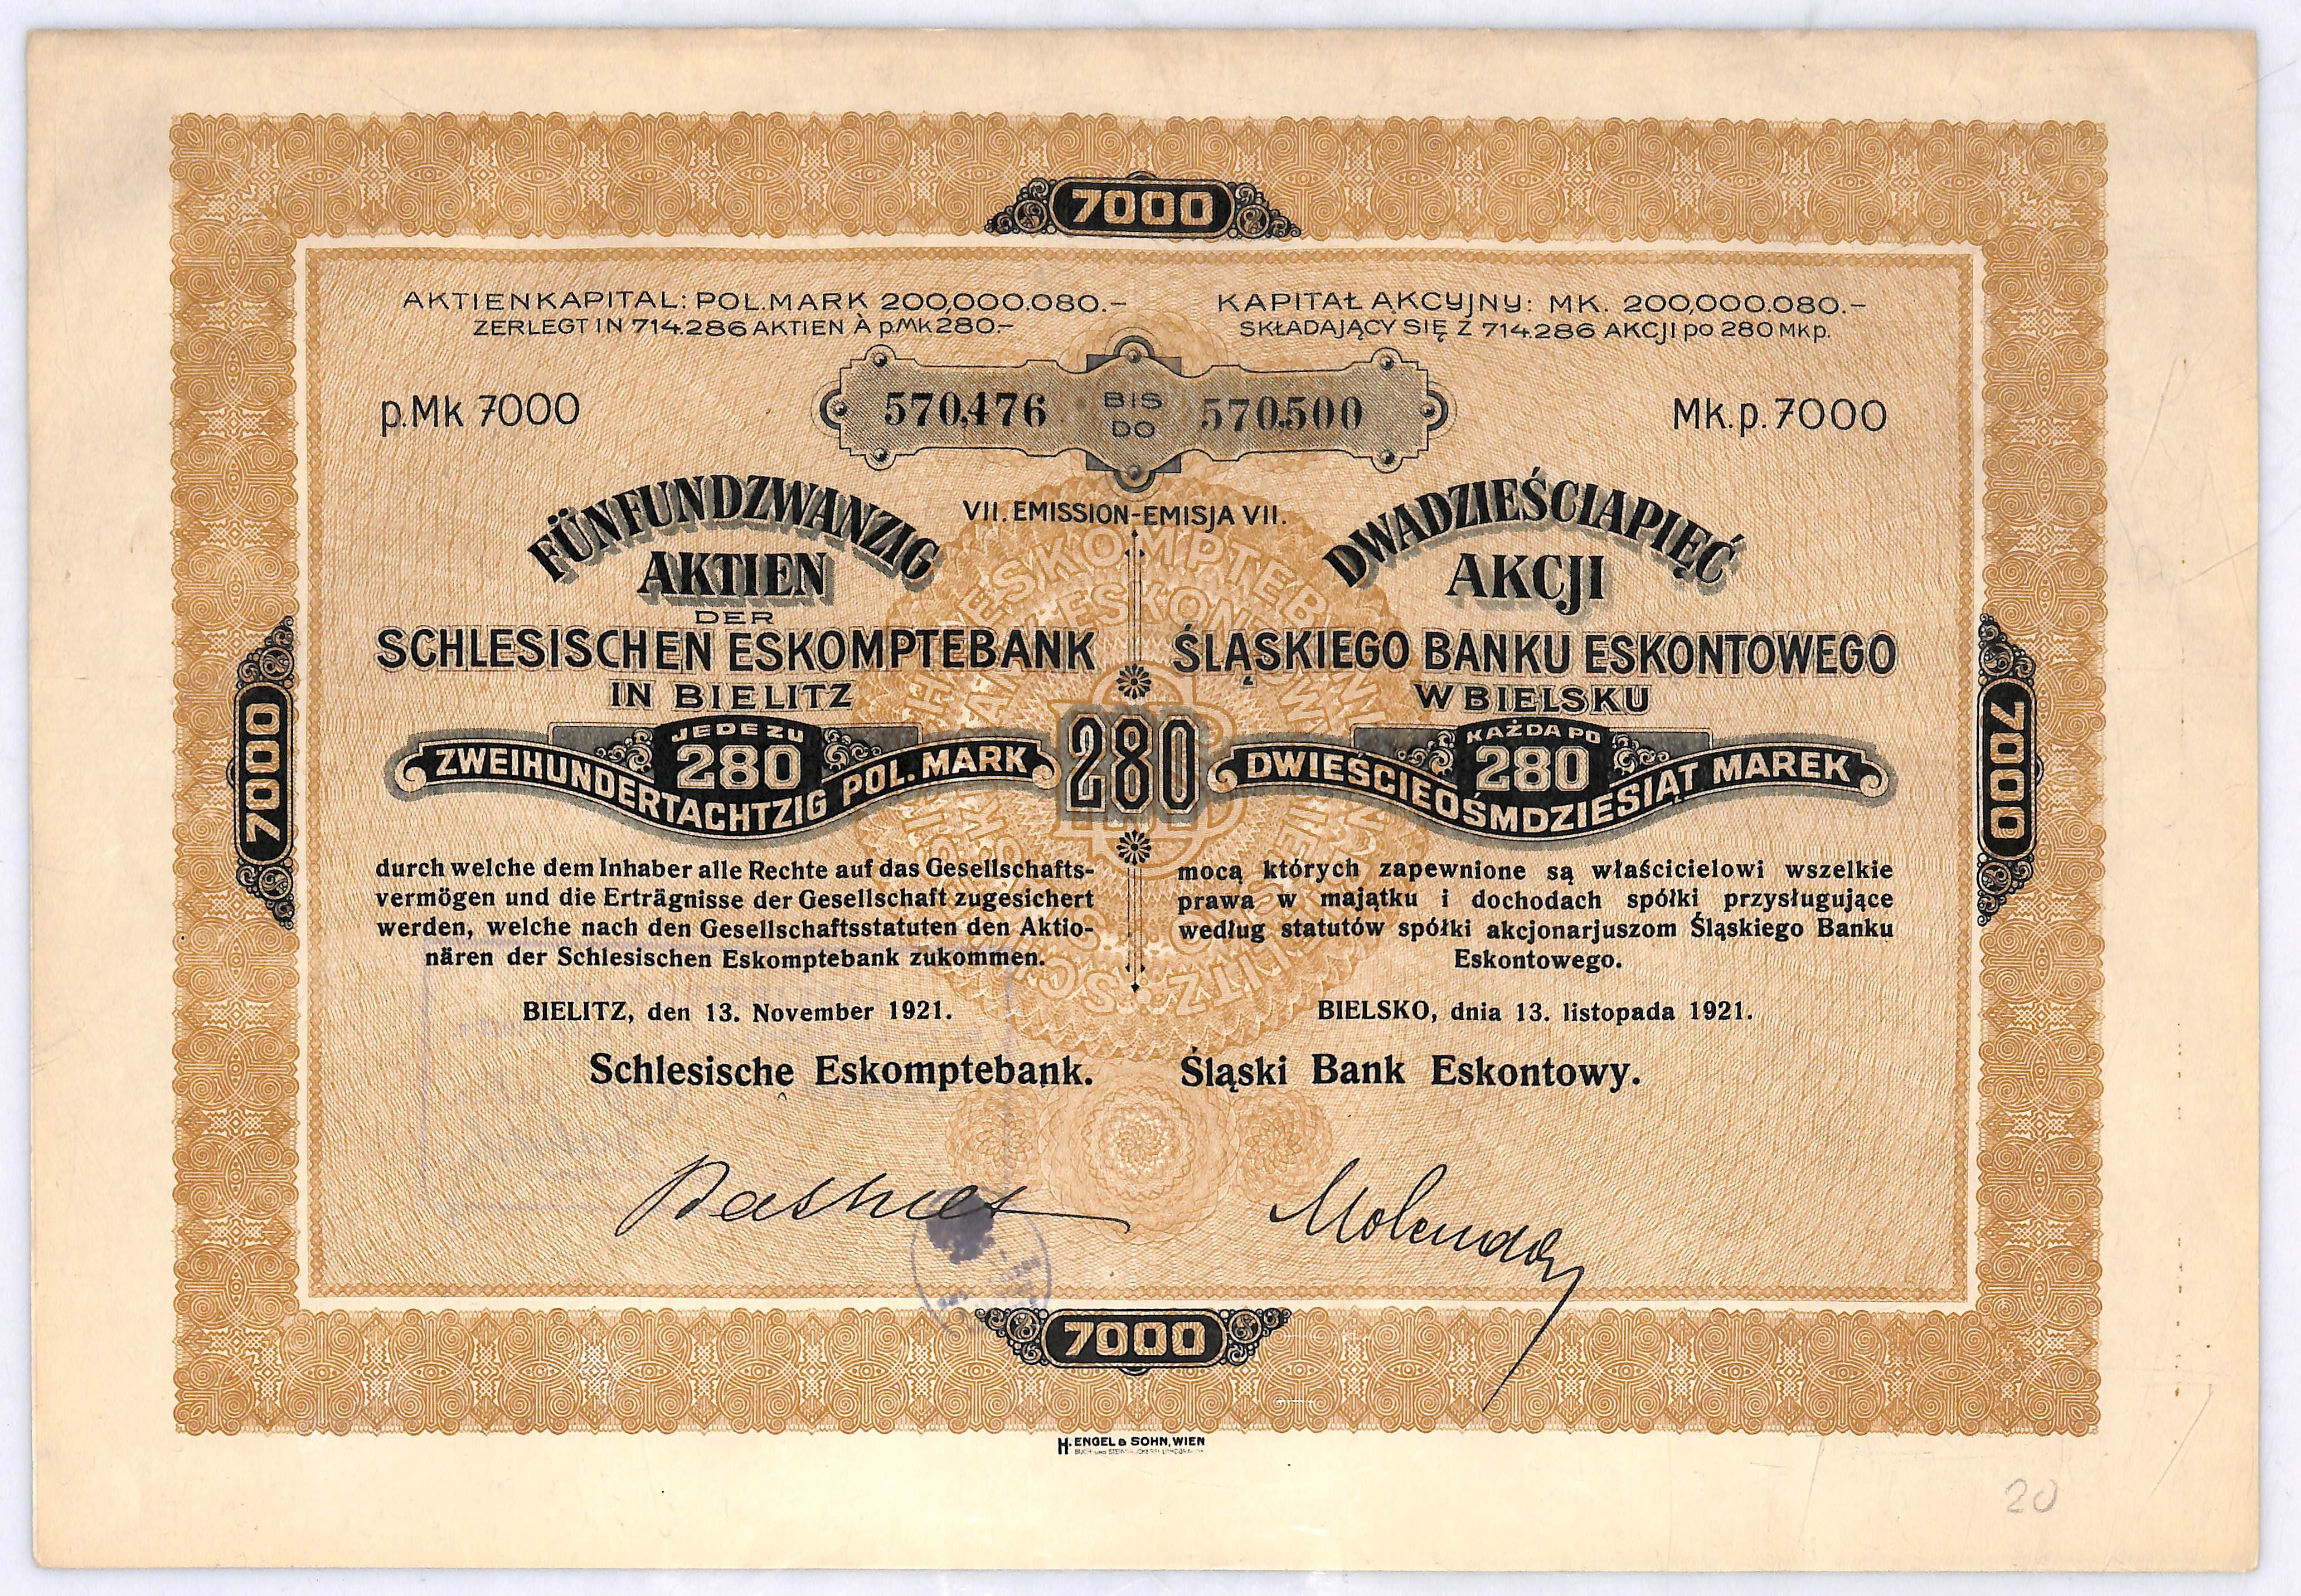 7000
AKTIENKAPITAL: POL. MARK 200,000.080.–
ZERLEGT IN 714.286 AKTIEN À p.Mk 280–
KAPITAŁ AKCYJNY: MK. 200,000.080.–
SKŁADAJĄCY SIĘ Z 714.286 AKCJI po 280 Mkp.
p.Mk 7000
570,476 BIS 570.500
DO
Mk.p. 7000
VII. EMISSION-EMISJA VII.
FÜNFUNDZWANZIG
AKTIEN
DER
SCHLESISCHEN ESKOMPTEBANK
IN BIELITZ
JEDE ZU
280
ZWEIHUNDERTACHTZIG POL. MARK
280
DWADZIEŚCIAPIĘĆ
AKCJI
ŚLĄSKIEGO BANKU ESKONTOWEGO
W BIELSKU
KAŻDA PO
280
DWIEŚCIEOŚMDZIESIĄT MAREK
7000
7000
durch welche dem Inhaber alle Rechte auf das Gesellschafts-
vermögen und die Erträgnisse der Gesellschaft zugesichert
werden, welche nach den Gesellschaftsstatuten den Aktio-
nären der Schlesischen Eskomptebank zukommen.
BIELITZ, den 13. November 1921.
Schlesische Eskomptebank.
mocą których zapewnione są właścicielowi wszelkie
prawa w majątku i dochodach spółki przysługujące
według statutów spółki akcjonarjuszom Śląskiego Banku
Eskontowego.
BIELSKO, dnia 13. listopada 1921.
Śląski Bank Eskontowy.
Molenda
7000
H. ENGEL & SOHN, WIEN
20